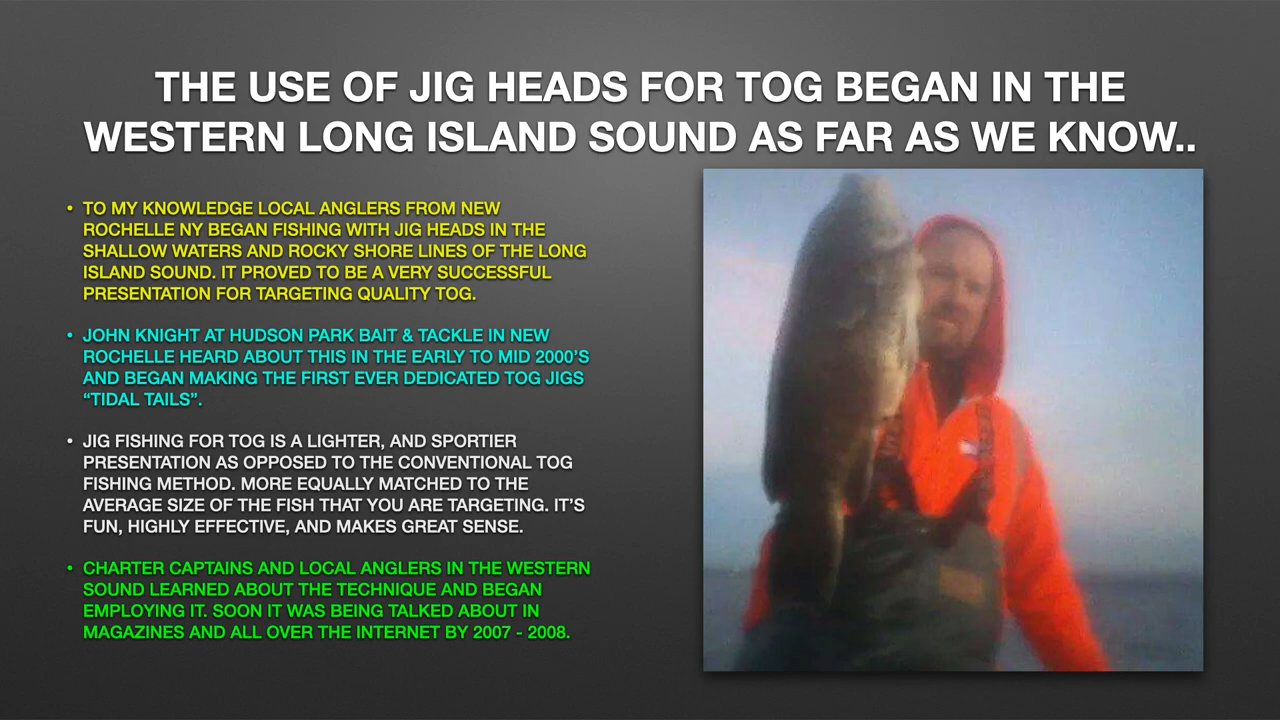 THE USE OF JIG HEADS FOR TOG BEGAN IN THE
WESTERN LONG ISLAND SOUND AS FAR AS WE KNOW..
• TO MY KNOWLEDGE LOCAL ANGLERS FROM NEW
ROCHELLE NY BEGAN FISHING WITH JIG HEADS IN THE
SHALLOW WATERS AND ROCKY SHORE LINES OF THE LONG
ISLAND SOUND. IT PROVED TO BE A VERY SUCCESSFUL
PRESENTATION FOR TARGETING QUALITY TOG.
• JOHN KNIGHT AT HUDSON PARK BAIT & TACKLE IN NEW
ROCHELLE HEARD ABOUT THIS IN THE EARLY TO MID 2000’S
AND BEGAN MAKING THE FIRST EVER DEDICATED TOG JIGS
“TIDAL TAILS”.
• JIG FISHING FOR TOG IS A LIGHTER, AND SPORTIER
PRESENTATION AS OPPOSED TO THE CONVENTIONAL TOG
FISHING METHOD. MORE EQUALLY MATCHED TO THE
AVERAGE SIZE OF THE FISH THAT YOU ARE TARGETING. IT’S
FUN, HIGHLY EFFECTIVE, AND MAKES GREAT SENSE.
• CHARTER CAPTAINS AND LOCAL ANGLERS IN THE WESTERN
SOUND LEARNED ABOUT THE TECHNIQUE AND BEGAN
EMPLOYING IT. SOON IT WAS BEING TALKED ABOUT IN
MAGAZINES AND ALL OVER THE INTERNET BY 2007 - 2008.